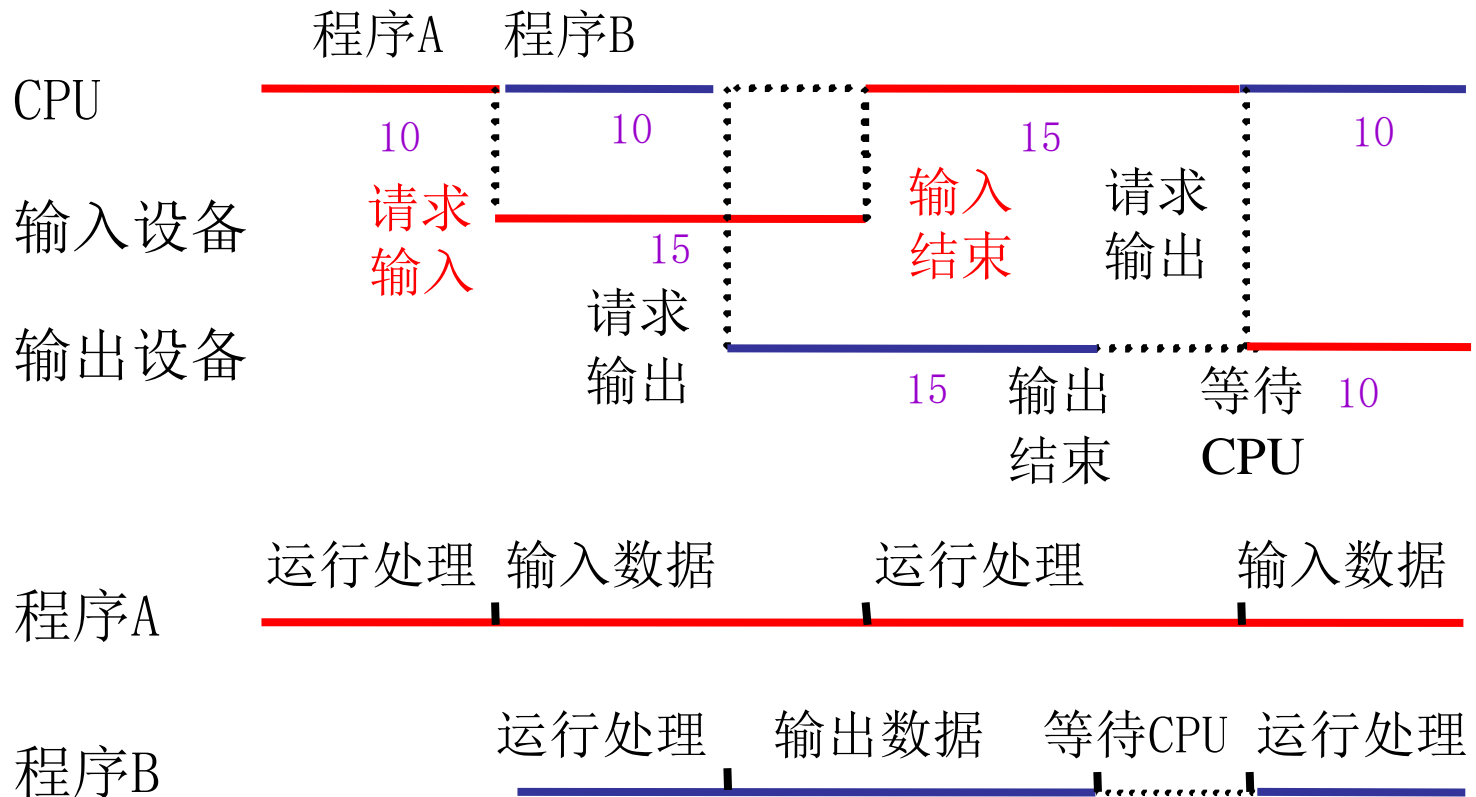 程序A 程序B
CPU
10 10 15 10
输入设备
请求
输入
15
输入
结束
请求
输出
请求
输出
输出设备
15
输出
结束
等待
CPU
10
运行处理 输入数据 运行处理 输入数据
程序A
运行处理 输出数据 等待CPU 运行处理
程序B